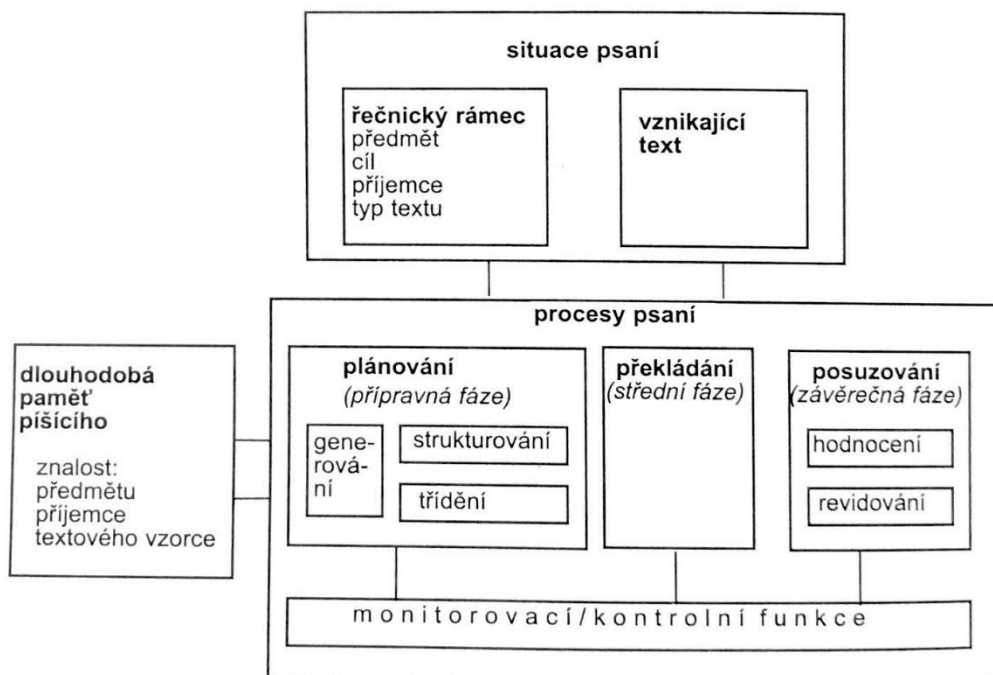 situace psaní
řečnický rámec
předmět
cíl
příjemce
typ textu
vznikající
text
procesy psaní
dlouhodobá
paměť
píšícího
znalost:
předmětu
příjemce
textového vzorce
plánování
(přípravná fáze)
gene-
rová-
ní
strukturování
třídění
překládání
(střední fáze)
posuzování
(závěrečná fáze)
hodnocení
revidování
monitorovací/kontrolní funkce